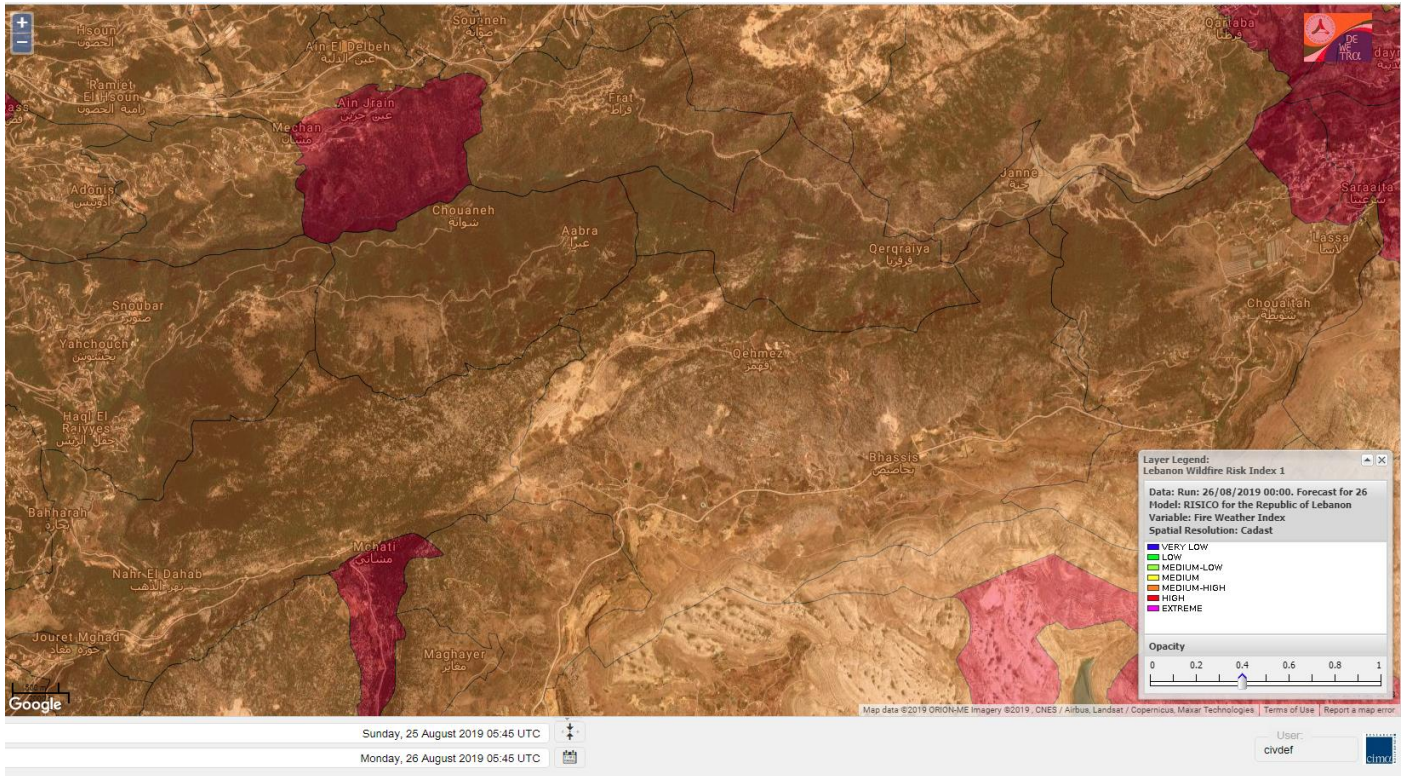 +
−
Hsoun
الحصون
Sourineh
صوانة
Qartaba
قرطبا
DE
WE
TRα
Ain El Delbeh
عين الدلبة
Ramiet
El Hsoun
رامية الحصون
Ain Jrain
عين جرين
Frat
فراط
Mechan
مشان
Janne
جنة
Adonis
أدونيس
Saraaita
سرعيتا
Chouaneh
شوانه
Aabra
عبرا
Qerqraiya
قرقريا
Lassa
لاسا
Snoubar
صنوبر
Chouaitah
شويطة
Yahchouch
يحشوش
Qehmez
قهمز
Haql El
Raiyyes
حقل الريس
Bhassis
بحاصيص
Bahharah
بحارة
Mchati
مشاتي
Nahr El Dahab
نهر الذهب
Jouret Mghad
جورة مغاد
Maghayer
مغاير
Layer Legend:
Lebanon Wildfire Risk Index 1
Data: Run: 26/08/2019 00:00. Forecast for 26
Model: RISICO for the Republic of Lebanon
Variable: Fire Weather Index
Spatial Resolution: Cadast
VERY LOW
LOW
MEDIUM-LOW
MEDIUM
MEDIUM-HIGH
HIGH
EXTREME
Opacity
0 0.2 0.4 0.6 0.8 1
Google
Map data ©2019 ORION-ME Imagery ©2019 , CNES / Airbus, Landsat / Copernicus, Maxar Technologies
Terms of Use
Report a map error
Sunday, 25 August 2019 05:45 UTC
Monday, 26 August 2019 05:45 UTC
User:
civdef
cima